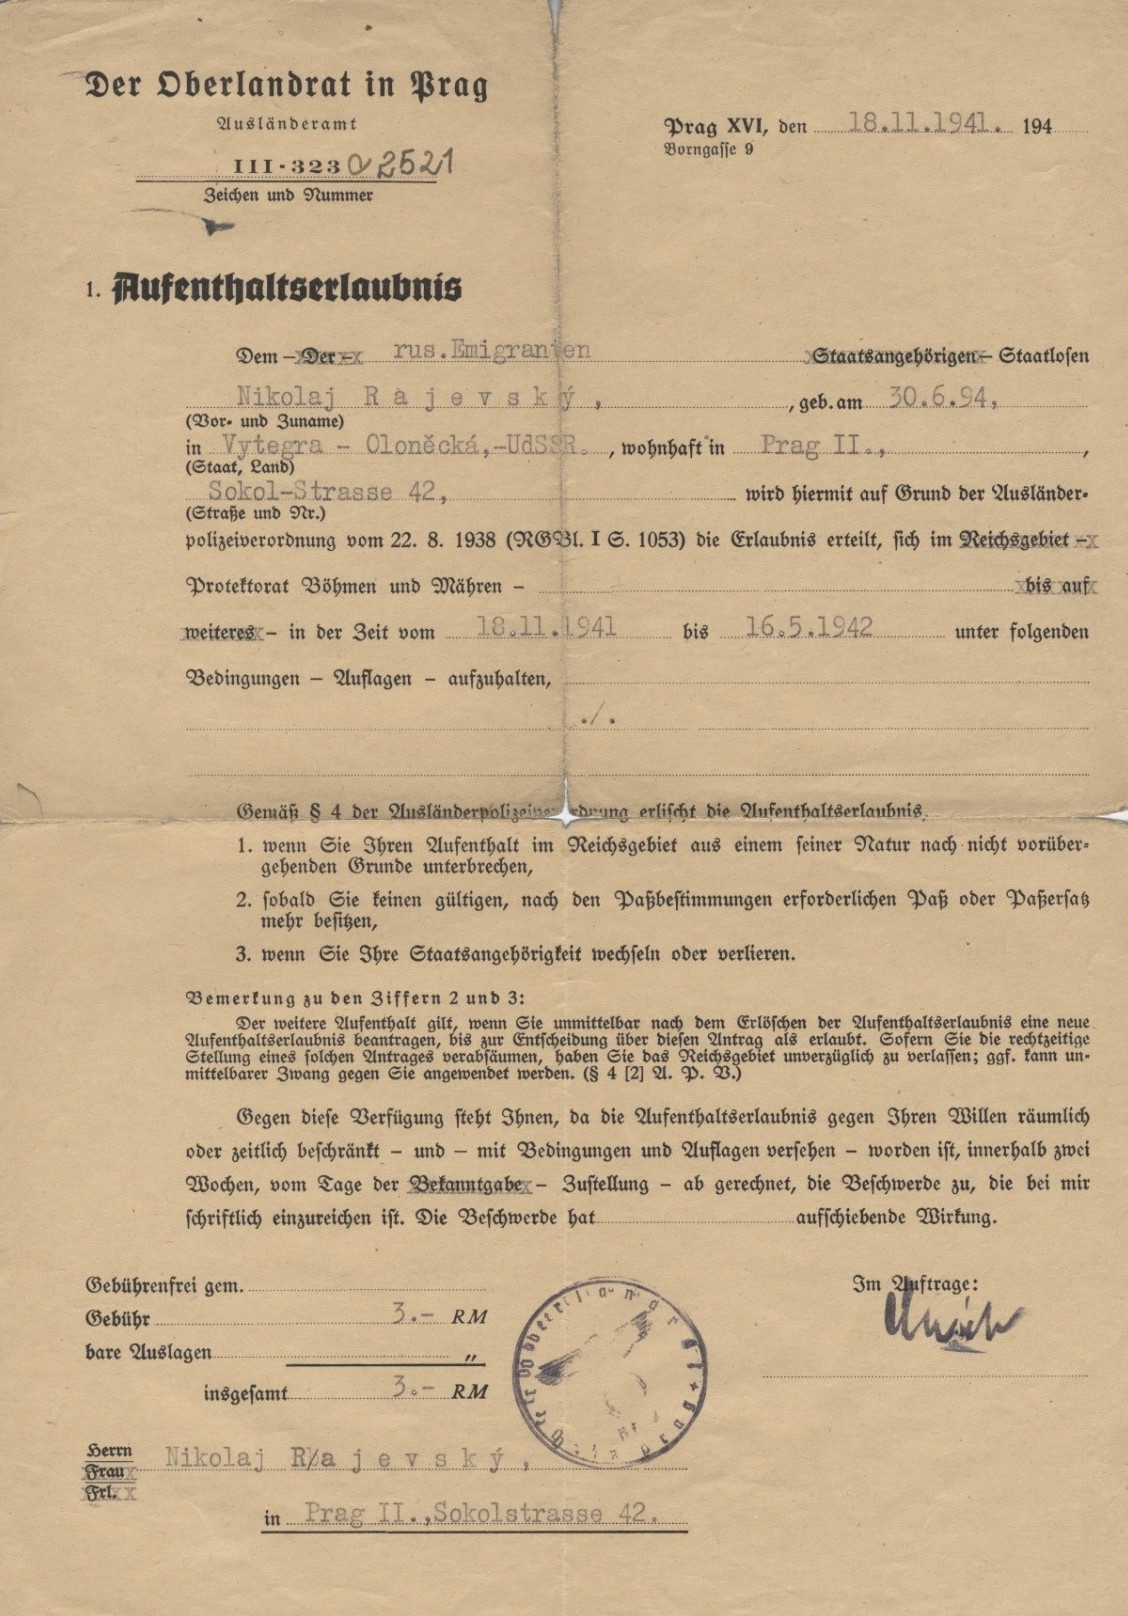 Der Oberlandrat in Prag
Ausländeramt
III-323 a 2521
Zeichen und Nummer
Prag XVI, den 18.11.1941. 194
Borngasse 9
1. Aufenthaltserlaubnis
Dem – Der – rus.Emigranten Staatsangehörigen – Staatlosen
Nikolaj Rajevský, , geb. am 30.6.94,
(Vor- und Zuname)
in Vytegra - Oloněcká,-UdSSR. , wohnhaft in Prag II., ,
(Staat, Land)
Sokol-Strasse 42, wird hiermit auf Grund der Ausländer-
(Straße und Nr.)
polizeiverordnung vom 22. 8. 1938 (RGBl. I S. 1053) die Erlaubnis erteilt, sich im Reichsgebiet –
Protektorat Böhmen und Mähren – bis auf
weiteres – in der Zeit vom 18.11.1941 bis 16.5.1942 unter folgenden
Bedingungen – Auflagen – aufzuhalten,
./.
Gemäß § 4 der Ausländerpolizeiverordnung erlischt die Aufenthaltserlaubnis,
1. wenn Sie Ihren Aufenthalt im Reichsgebiet aus einem seiner Natur nach nicht vorüber-
gehenden Grunde unterbrechen,
2. sobald Sie keinen gültigen, nach den Paßbestimmungen erforderlichen Paß oder Paßersatz
mehr besitzen,
3. wenn Sie Ihre Staatsangehörigkeit wechseln oder verlieren.
Bemerkung zu den Ziffern 2 und 3:
Der weitere Aufenthalt gilt, wenn Sie unmittelbar nach dem Erlöschen der Aufenthaltserlaubnis eine neue
Aufenthaltserlaubnis beantragen, bis zur Entscheidung über diesen Antrag als erlaubt. Sofern Sie die rechtzeitige
Stellung eines solchen Antrages verabsäumen, haben Sie das Reichsgebiet unverzüglich zu verlassen; ggf. kann un-
mittelbarer Zwang gegen Sie angewendet werden. (§ 4 [2] A. P. V.)
Gegen diese Verfügung steht Ihnen, da die Aufenthaltserlaubnis gegen Ihren Willen räumlich
oder zeitlich beschränkt – und – mit Bedingungen und Auflagen versehen – worden ist, innerhalb zwei
Wochen, vom Tage der Bekanntgabe – Zustellung – ab gerechnet, die Beschwerde zu, die bei mir
schriftlich einzureichen ist. Die Beschwerde hat aufschiebende Wirkung.
Gebührenfrei gem.
Gebühr 3.- RM
bare Auslagen "
insgesamt 3.- RM
Im Auftrage:
Herrn Nikolaj R/ajevský,
Frau
Frl.
in Prag II.,Sokolstrasse 42.